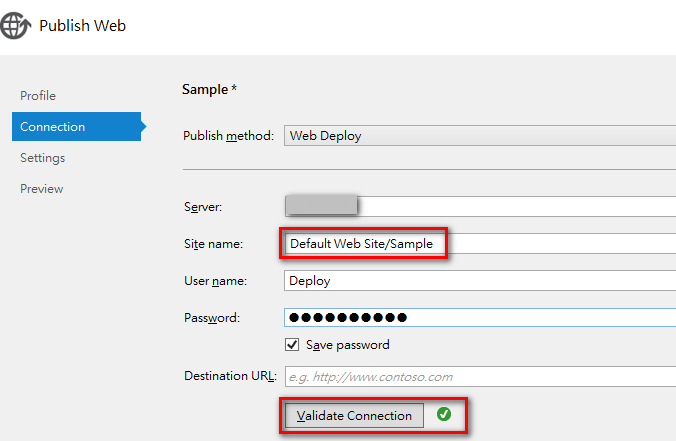 Publish Web
Profile
Connection
Settings
Preview
Sample *
Publish method: Web Deploy
Server:
Site name: Default Web Site/Sample
User name: Deploy
Password: ●●●●●●●●●●
Save password
Destination URL: e.g. http://www.contoso.com
Validate Connection